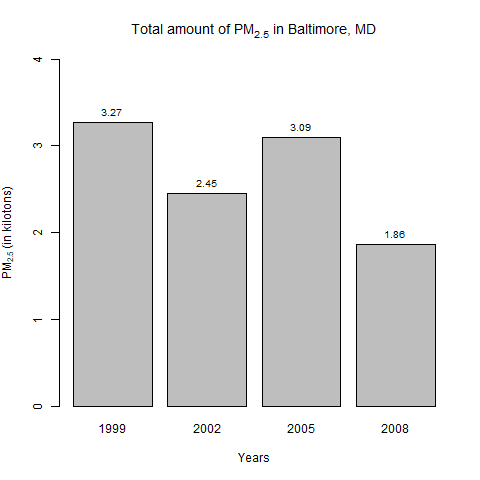 Total amount of PM2.5 in Baltimore, MD
4
3
2
1
0
PM2.5 (in kilotons)
3.27
2.45
3.09
1.86
1999 2002 2005 2008
Years